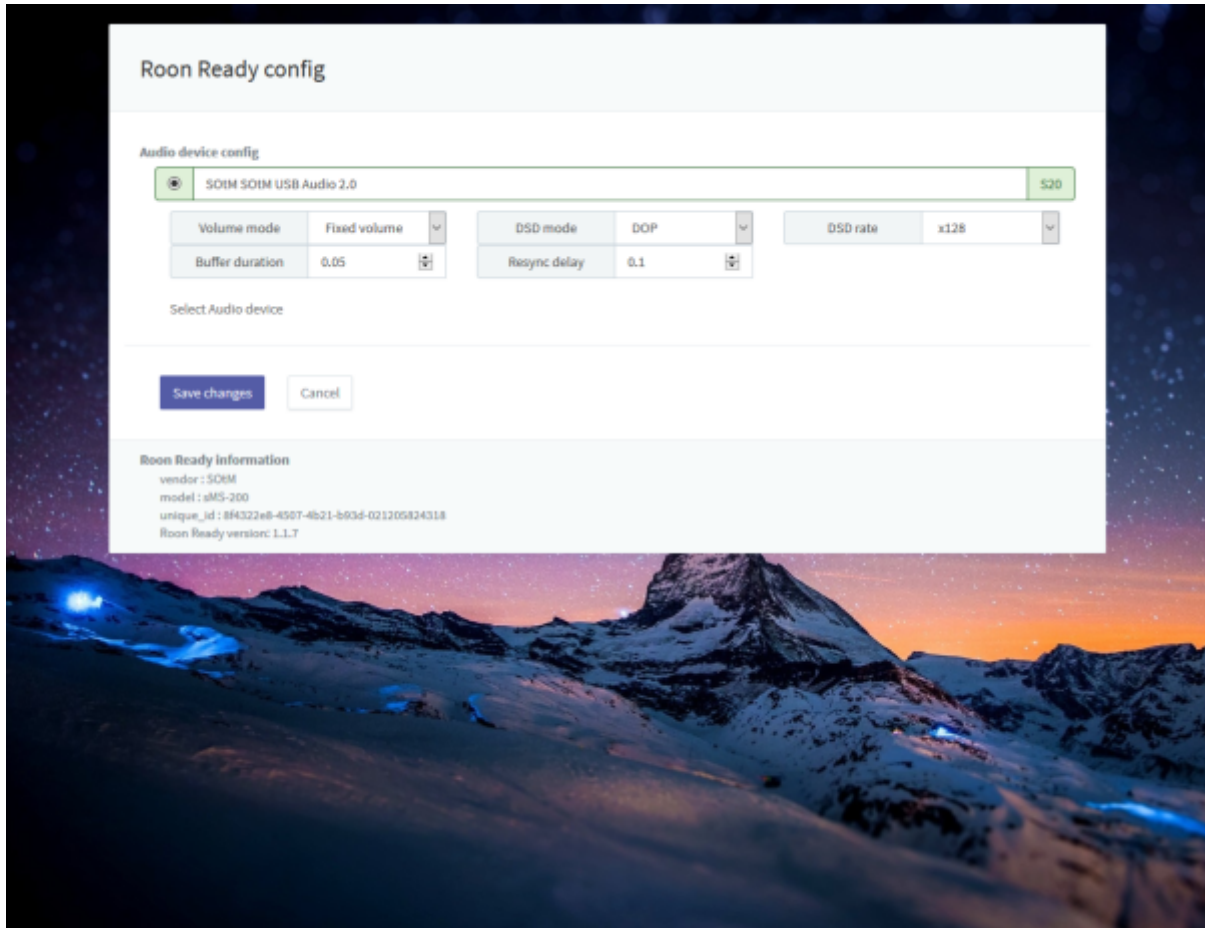 Roon Ready config
Audio device config
SOtM SOtM USB Audio 2.0 S20
Volume mode Fixed volume DSD mode DOP DSD rate x128
Buffer duration 0.05 Resync delay 0.1
Select Audio device
Save changes Cancel
Roon Ready information
vendor : SOtM
model : sMS-200
unique_id : 8f4322e8-4507-4b21-b93d-021205824318
Roon Ready version: 1.1.7